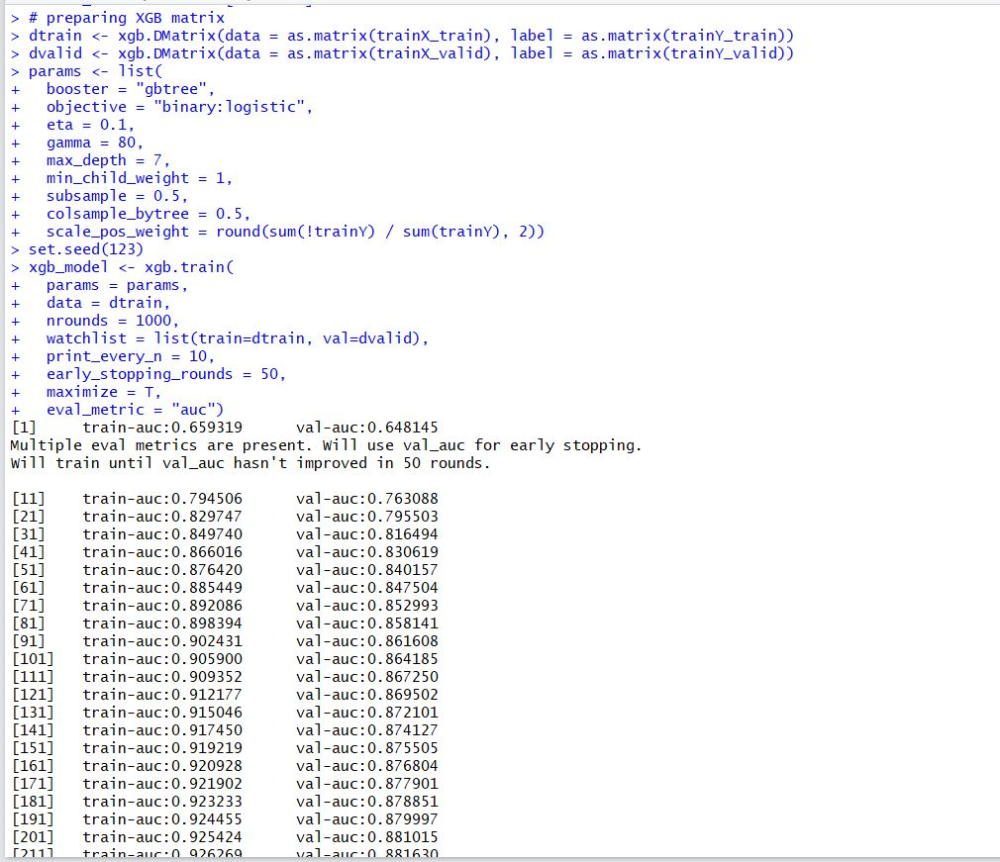 > # preparing XGB matrix
> dtrain <- xgb.DMatrix(data = as.matrix(trainX_train), label = as.matrix(trainY_train))
> dvalid <- xgb.DMatrix(data = as.matrix(trainX_valid), label = as.matrix(trainY_valid))
> params <- list(
+   booster = "gbtree",
+   objective = "binary:logistic",
+   eta = 0.1,
+   gamma = 80,
+   max_depth = 7,
+   min_child_weight = 1,
+   subsample = 0.5,
+   colsample_bytree = 0.5,
+   scale_pos_weight = round(sum(!trainY) / sum(trainY), 2))
> set.seed(123)
> xgb_model <- xgb.train(
+   params = params,
+   data = dtrain,
+   nrounds = 1000,
+   watchlist = list(train=dtrain, val=dvalid),
+   print_every_n = 10,
+   early_stopping_rounds = 50,
+   maximize = T,
+   eval_metric = "auc")
[1]     train-auc:0.659319      val-auc:0.648145
Multiple eval metrics are present. Will use val_auc for early stopping.
Will train until val_auc hasn't improved in 50 rounds.

[11]    train-auc:0.794506      val-auc:0.763088
[21]    train-auc:0.829747      val-auc:0.795503
[31]    train-auc:0.849740      val-auc:0.816494
[41]    train-auc:0.866016      val-auc:0.830619
[51]    train-auc:0.876420      val-auc:0.840157
[61]    train-auc:0.885449      val-auc:0.847504
[71]    train-auc:0.892086      val-auc:0.852993
[81]    train-auc:0.898394      val-auc:0.858141
[91]    train-auc:0.902431      val-auc:0.861608
[101]   train-auc:0.905900      val-auc:0.864185
[111]   train-auc:0.909352      val-auc:0.867250
[121]   train-auc:0.912177      val-auc:0.869502
[131]   train-auc:0.915046      val-auc:0.872101
[141]   train-auc:0.917450      val-auc:0.874127
[151]   train-auc:0.919219      val-auc:0.875505
[161]   train-auc:0.920928      val-auc:0.876804
[171]   train-auc:0.921902      val-auc:0.877901
[181]   train-auc:0.923233      val-auc:0.878851
[191]   train-auc:0.924455      val-auc:0.879997
[201]   train-auc:0.925424      val-auc:0.881015
[211]   train-auc:0.926269      val-auc:0.881630